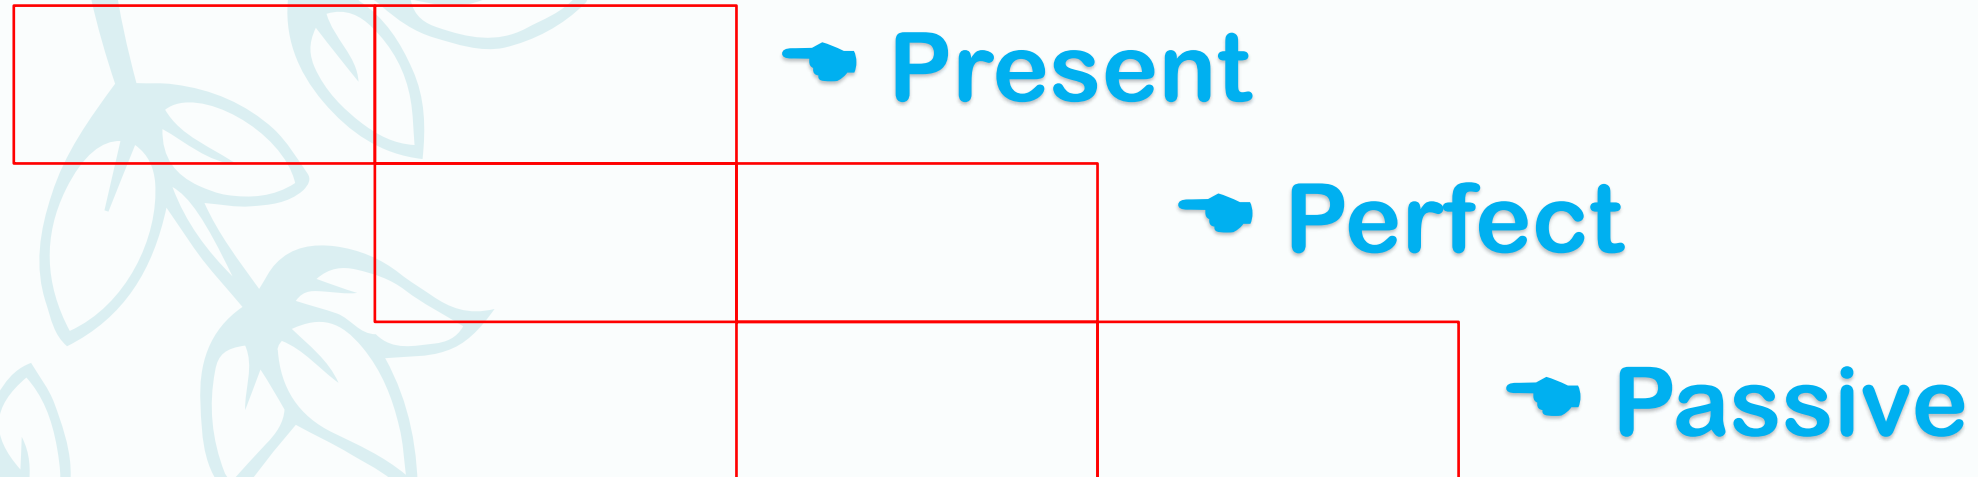 ☚ Present
☚ Perfect
☚ Passive